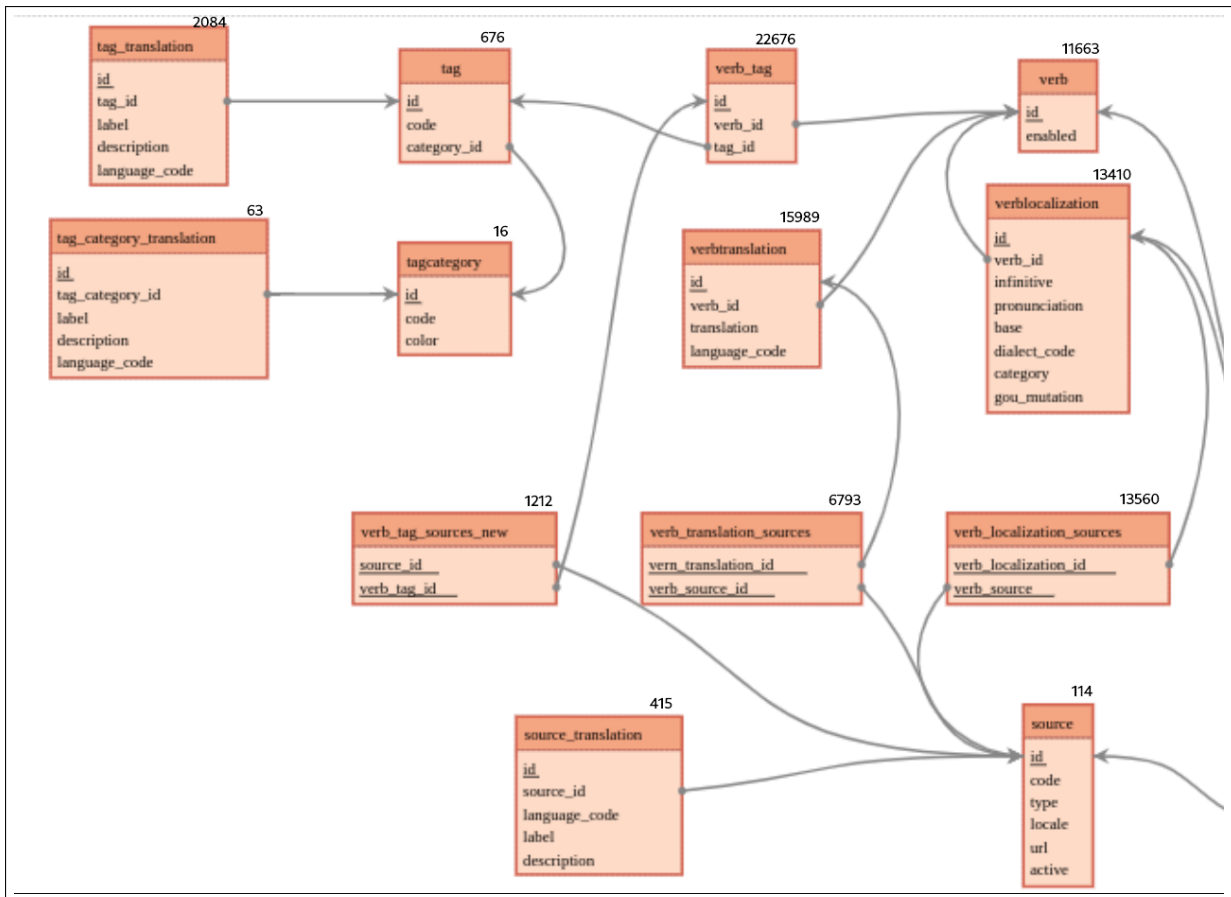 2084
tag_translation
id
tag_id
label
description
language_code
676
tag
id
code
category_id
22676
verb_tag
id
verb_id
tag_id
11663
verb
id
enabled
63
tag_category_translation
id
tag_category_id
label
description
language_code
16
tagcategory
id
code
color
15989
verbtranslation
id
verb_id
translation
language_code
13410
verblocalization
id
verb_id
infinitive
pronunciation
base
dialect_code
category
gou_mutation
1212
verb_tag_sources_new
source_id
verb_tag_id
6793
verb_translation_sources
vern_translation_id
verb_source_id
13560
verb_localization_sources
verb_localization_id
verb_source
415
source_translation
id
source_id
language_code
label
description
114
source
id
code
type
locale
url
active